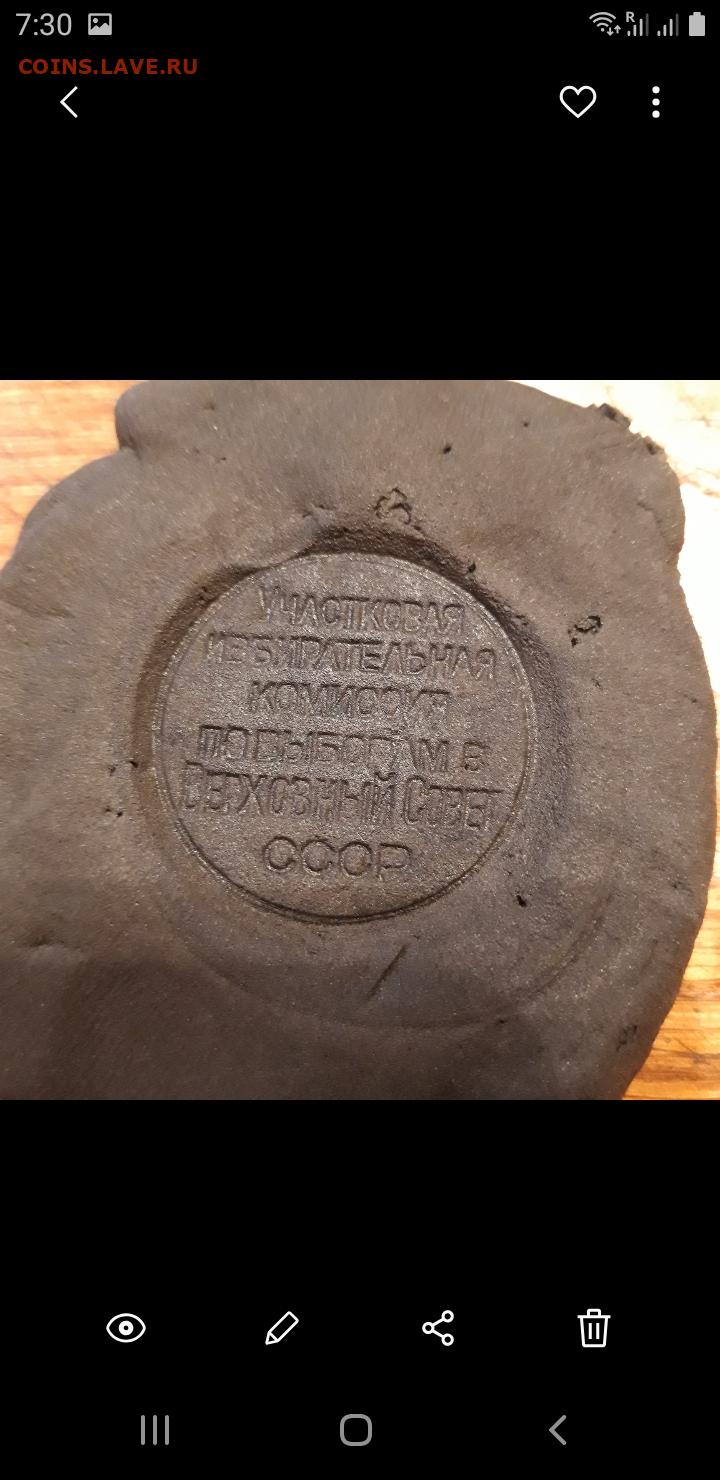 7:30
R
COINS.LAVE.RU
УЧАСТКОВАЯ
ИЗБИРАТЕЛЬНАЯ
КОМИССИЯ
ПО ВЫБОРАМ В
ВЕРХОВНЫЙ СОВЕТ
СССР